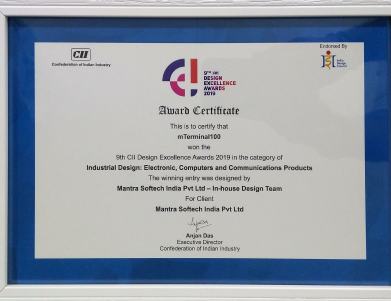 CII
Confederation of Indian Industry
Endorsed By
9TH CII
DESIGN
EXCELLENCE
AWARDS
2019
India
Design
Council
Award Certificate
This is to certify that
mTerminal100
won the
9th CII Design Excellence Awards 2019 in the category of
Industrial Design: Electronic, Computers and Communications Products
The winning entry was designed by
Mantra Softech India Pvt Ltd – In-house Design Team
For Client
Mantra Softech India Pvt Ltd
Anjan Das
Executive Director
Confederation of Indian Industry